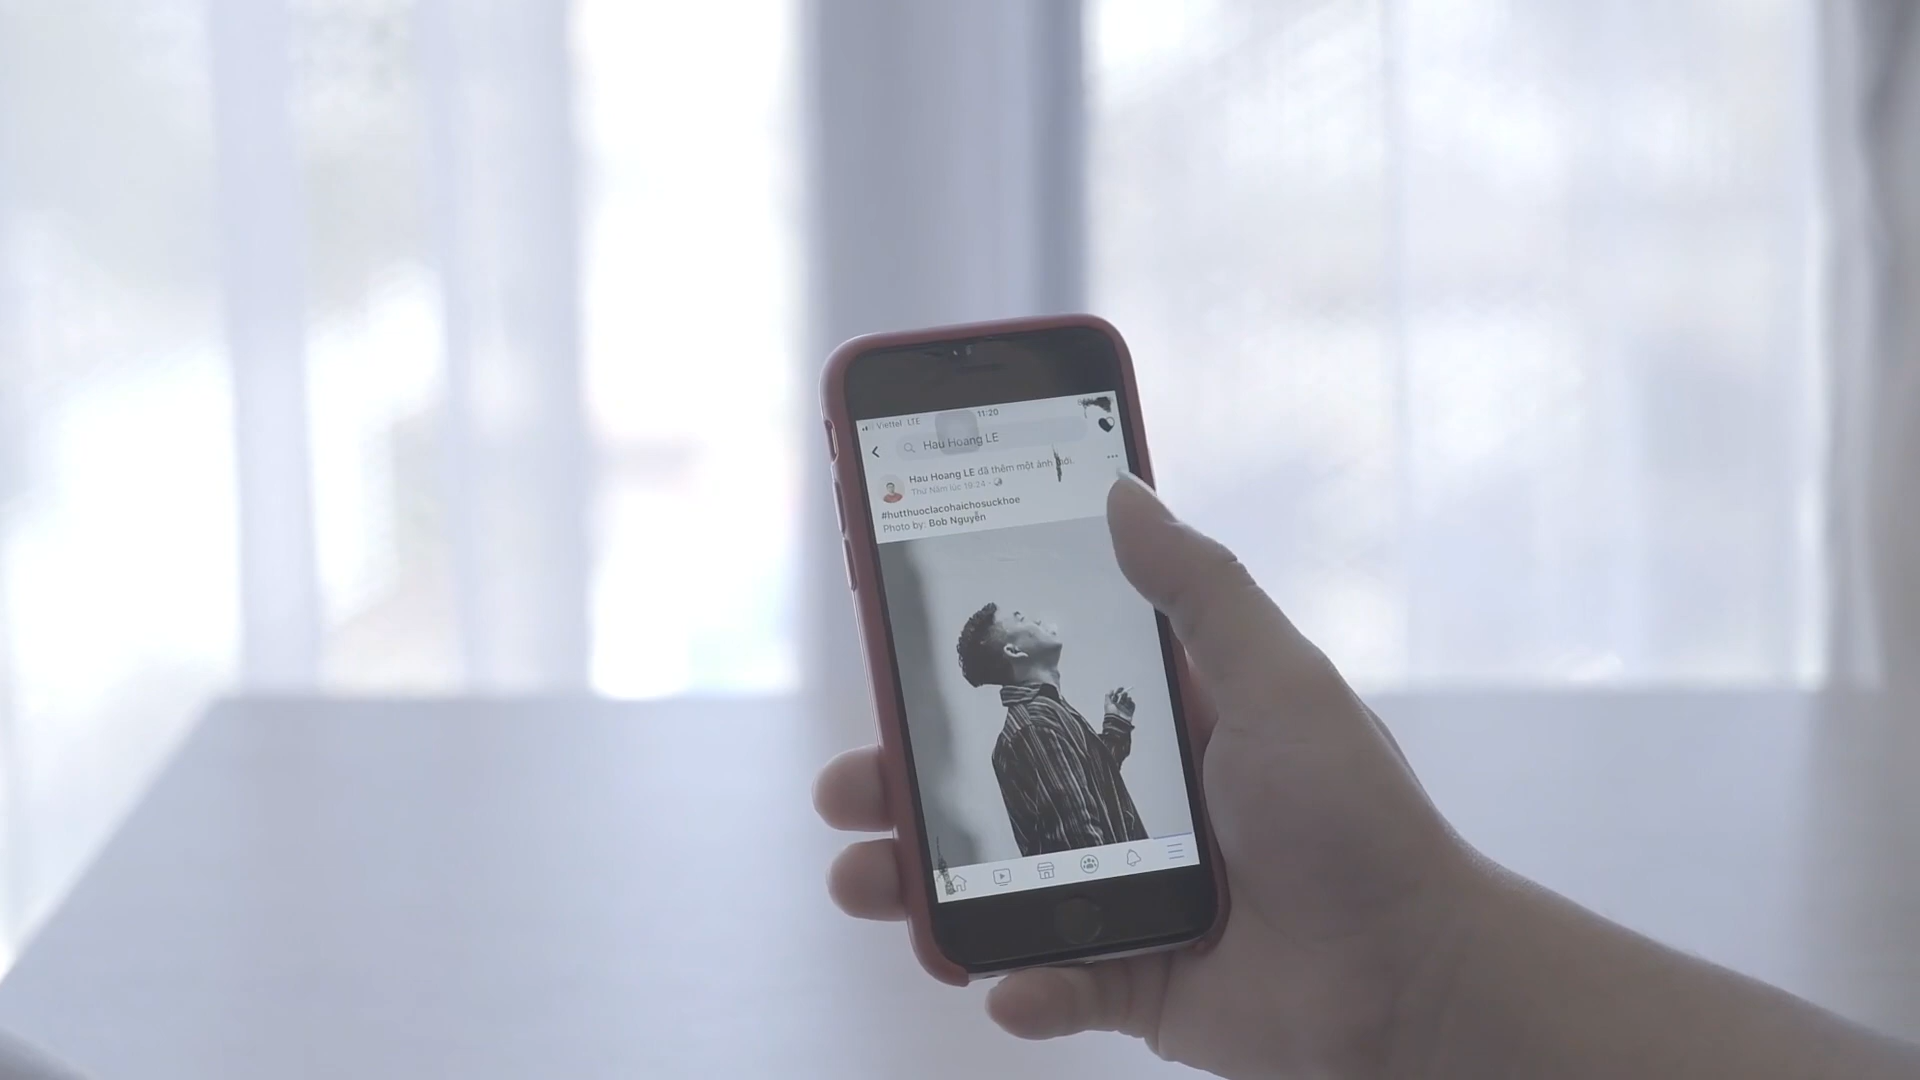 Viettel LTE 11:20
Hau Hoang LE
Hau Hoang LE đã thêm một ảnh mới.
Thứ Năm lúc 19:24
#hutthuoclacohaichosuckhoe
Photo by: Bob Nguyễn